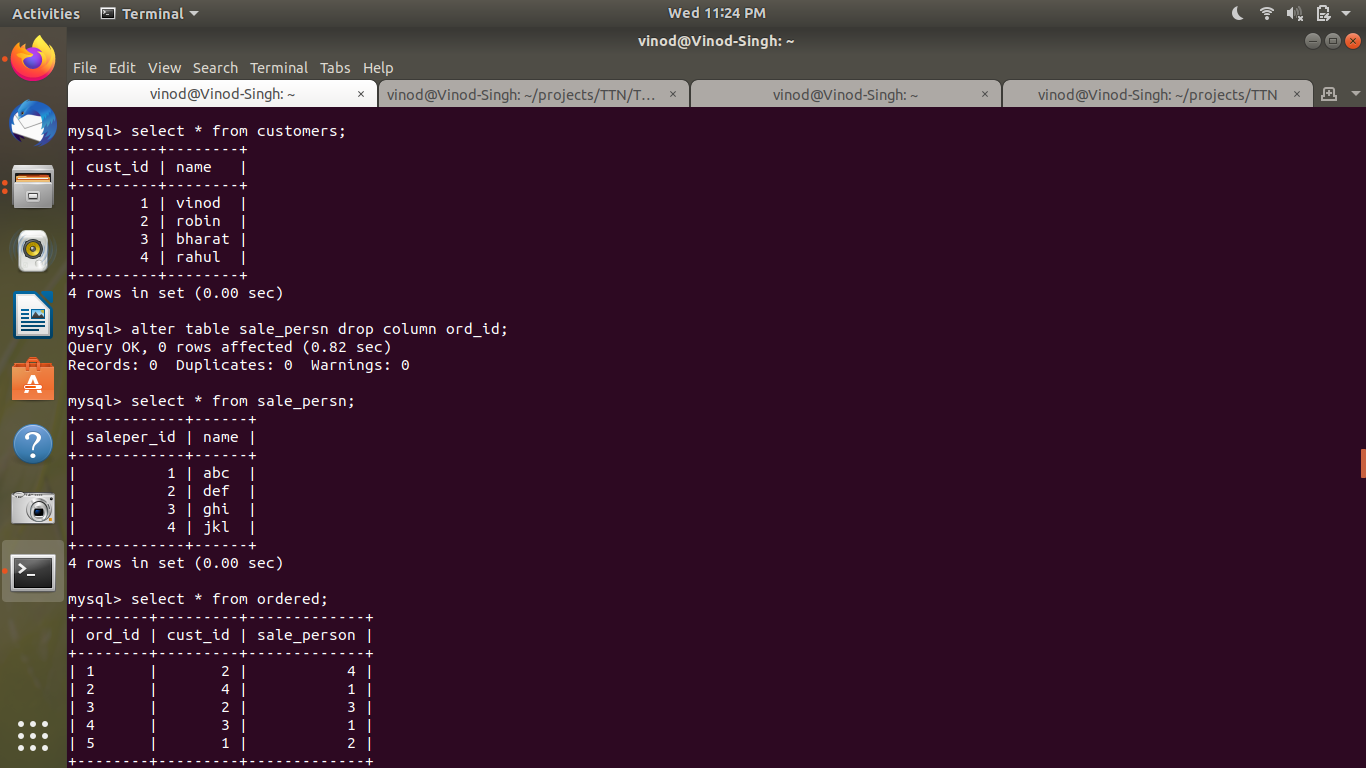 Activities Terminal Wed 11:24 PM
vinod@Vinod-Singh: ~
File Edit View Search Terminal Tabs Help
vinod@Vinod-Singh: ~ × vinod@Vinod-Singh: ~/projects/TTN/T... × vinod@Vinod-Singh: ~ × vinod@Vinod-Singh: ~/projects/TTN ×
mysql> select * from customers;
+---------+--------+
| cust_id | name   |
+---------+--------+
|       1 | vinod  |
|       2 | robin  |
|       3 | bharat |
|       4 | rahul  |
+---------+--------+
4 rows in set (0.00 sec)
mysql> alter table sale_persn drop column ord_id;
Query OK, 0 rows affected (0.82 sec)
Records: 0  Duplicates: 0  Warnings: 0
mysql> select * from sale_persn;
+------------+------+
| saleper_id | name |
+------------+------+
|          1 | abc  |
|          2 | def  |
|          3 | ghi  |
|          4 | jkl  |
+------------+------+
4 rows in set (0.00 sec)
mysql> select * from ordered;
+--------+---------+-------------+
| ord_id | cust_id | sale_person |
+--------+---------+-------------+
| 1      |       2 |           4 |
| 2      |       4 |           1 |
| 3      |       2 |           3 |
| 4      |       3 |           1 |
| 5      |       1 |           2 |
+--------+---------+-------------+